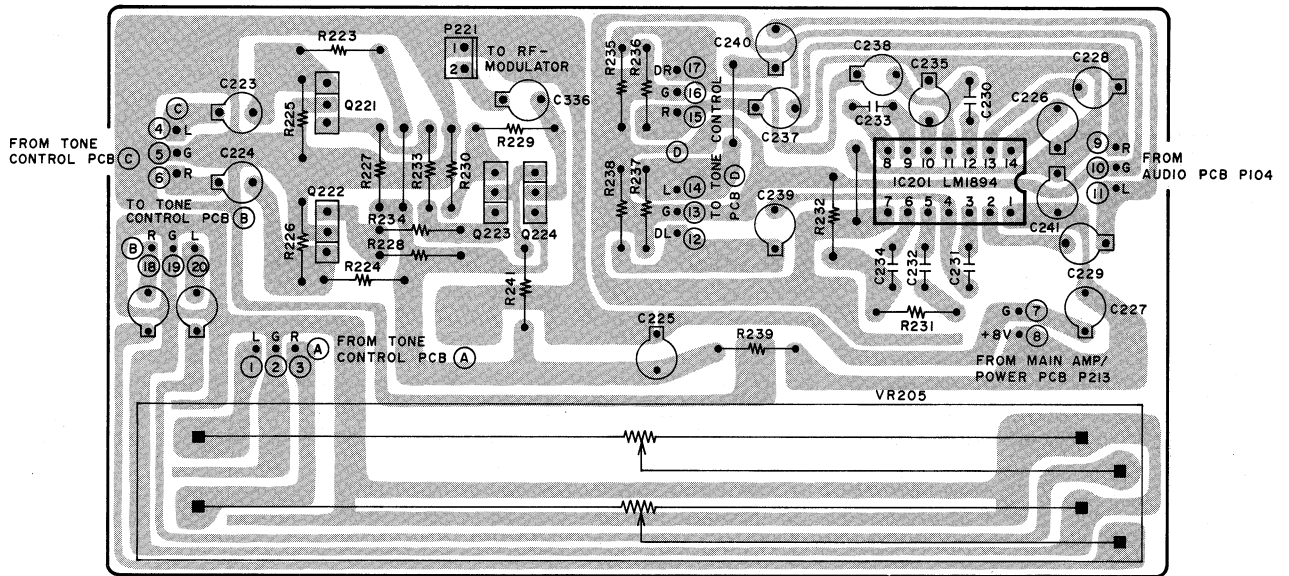 R223
P221
1
2
TO RF-
MODULATOR
C336
C223
R225
Q221
R229
R227
R233
R230
C
4 L
5 G
6 R
FROM TONE
CONTROL PCB C
C224
TO TONE
CONTROL PCB B
B
R G L
18 19 20
Q222
R226
R234
R228
R224
Q223
Q224
R241
L G R
A
1 2 3
FROM TONE
CONTROL PCB A
R235
R236
DR 17
G 16
R 15
TO TONE CONTROL
PCB D
D
R238
R237
L 14
G 13
DL 12
C240
C237
C239
C238
C235
C233
C230
C226
C228
8 9 10 11 12 13 14
IC201 LM1894
7 6 5 4 3 2 1
R232
C234
C232
C231
R231
C241
C229
C227
9 R
10 G
11 L
FROM
AUDIO PCB P104
G 7
+8V 8
FROM MAIN AMP/
POWER PCB P213
C225
R239
VR205